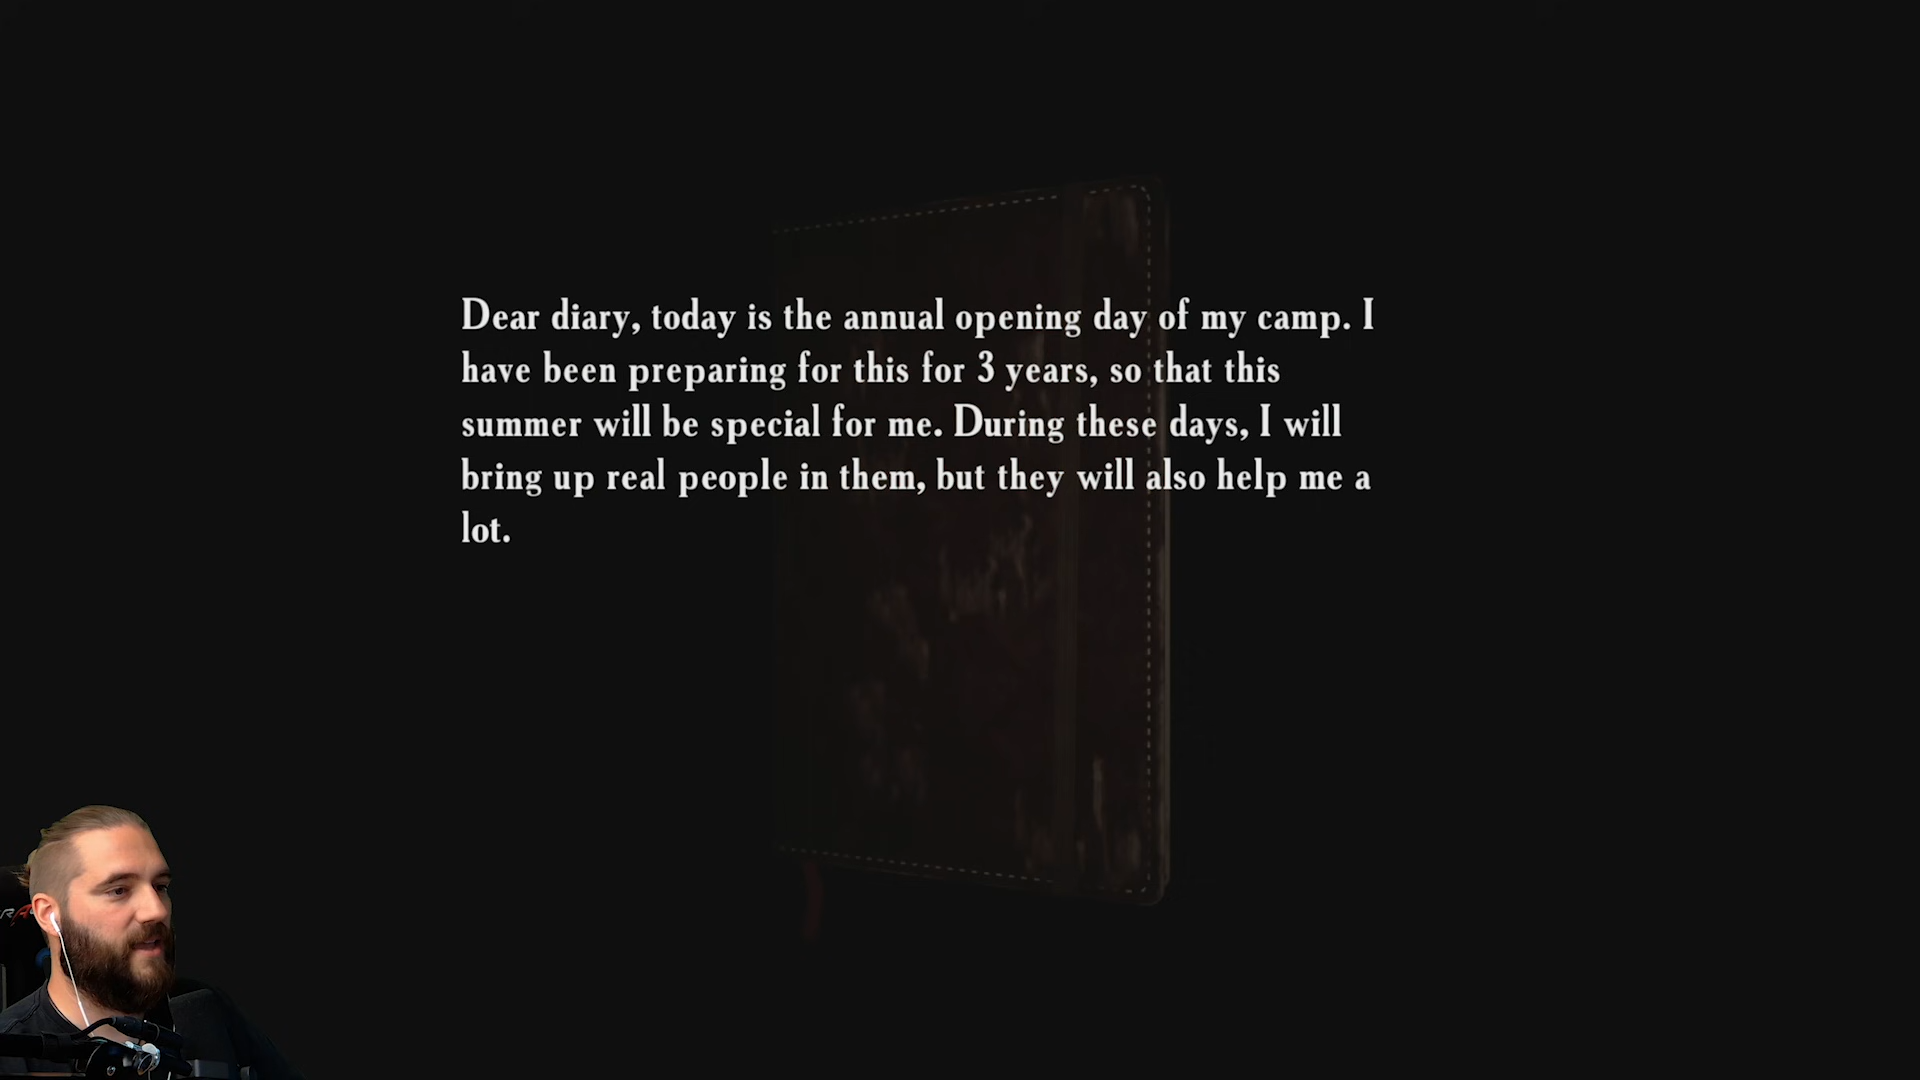 Dear diary, today is the annual opening day of my camp. I
have been preparing for this for 3 years, so that this
summer will be special for me. During these days, I will
bring up real people in them, but they will also help me a
lot.